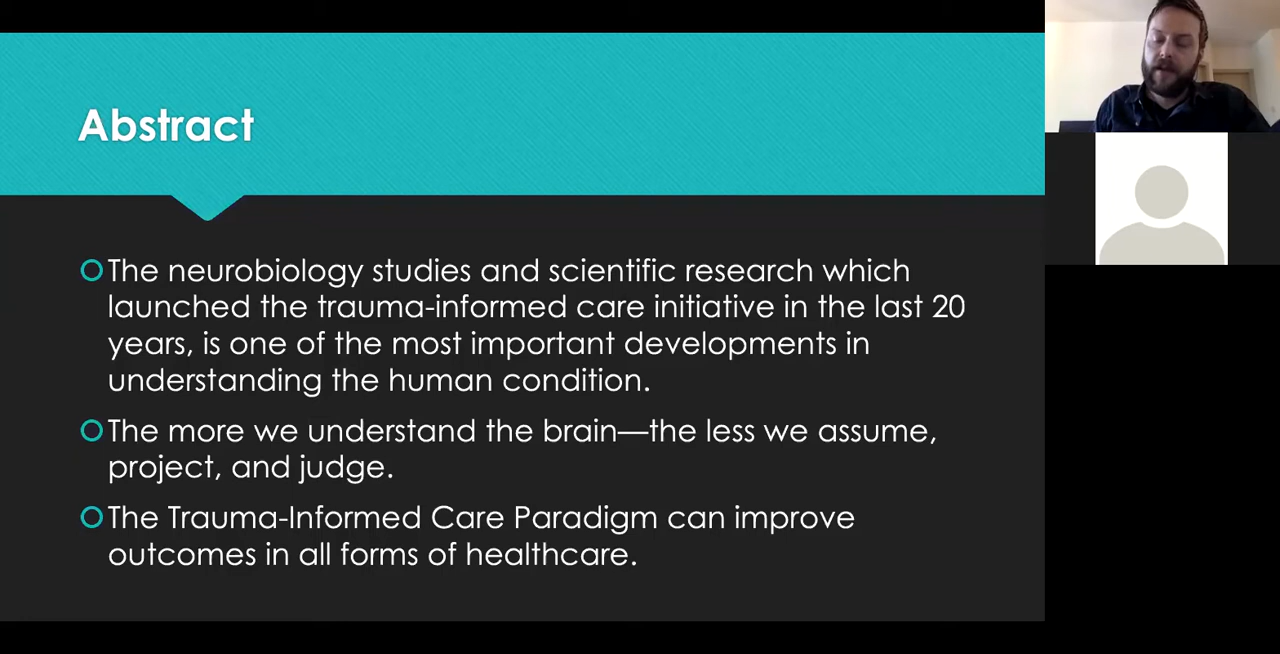 Abstract
The neurobiology studies and scientific research which
launched the trauma-informed care initiative in the last 20
years, is one of the most important developments in
understanding the human condition.
The more we understand the brain—the less we assume,
project, and judge.
The Trauma-Informed Care Paradigm can improve
outcomes in all forms of healthcare.